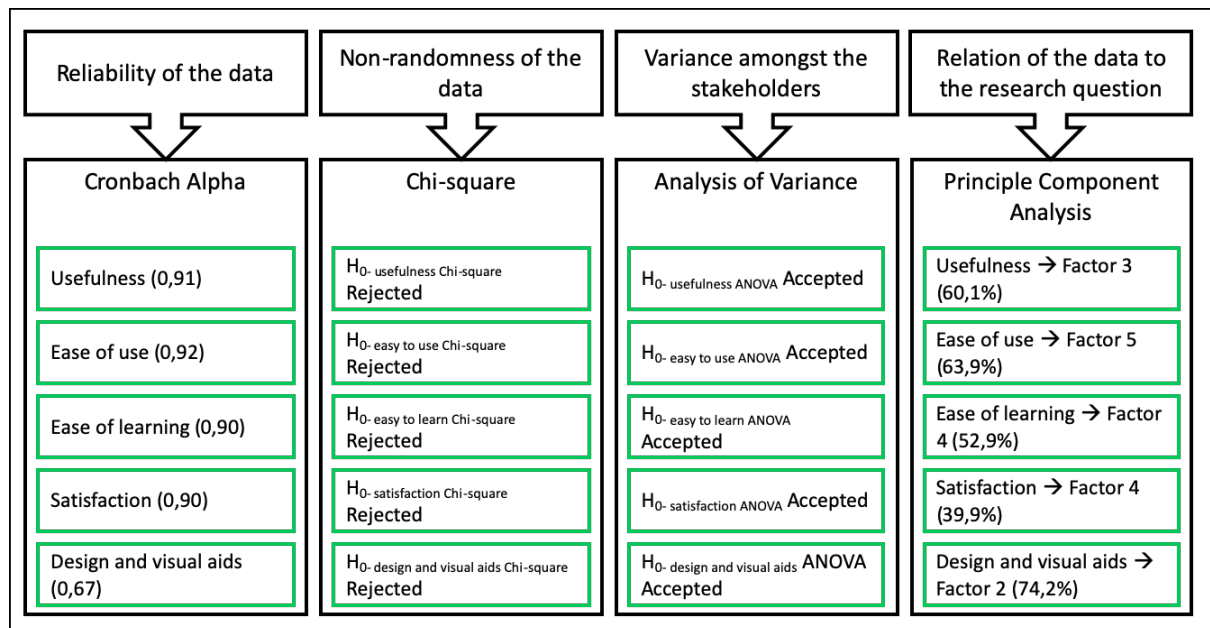 Reliability of the data
Non-randomness of the
data
Variance amongst the
stakeholders
Relation of the data to
the research question
Cronbach Alpha
Usefulness (0,91)
Ease of use (0,92)
Ease of learning (0,90)
Satisfaction (0,90)
Design and visual aids
(0,67)
Chi-square
H0- usefulness Chi-square
Rejected
H0- easy to use Chi-square
Rejected
H0- easy to learn Chi-square
Rejected
H0- satisfaction Chi-square
Rejected
H0- design and visual aids Chi-square
Rejected
Analysis of Variance
H0- usefulness ANOVA Accepted
H0- easy to use ANOVA Accepted
H0- easy to learn ANOVA
Accepted
H0- satisfaction ANOVA Accepted
H0- design and visual aids ANOVA
Accepted
Principle Component
Analysis
Usefulness → Factor 3
(60,1%)
Ease of use → Factor 5
(63,9%)
Ease of learning → Factor
4 (52,9%)
Satisfaction → Factor 4
(39,9%)
Design and visual aids →
Factor 2 (74,2%)